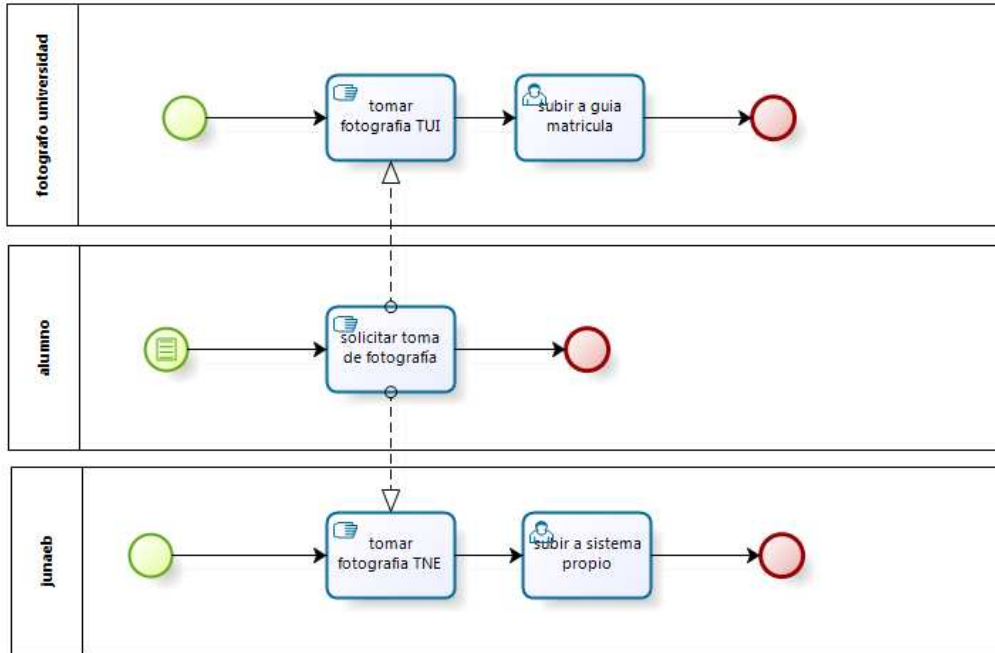 fotografo universidad
tomar
fotografia TUI
subir a guia
matricula
alumno
solicitar toma
de fotografía
junaeb
tomar
fotografia TNE
subir a sistema
propio